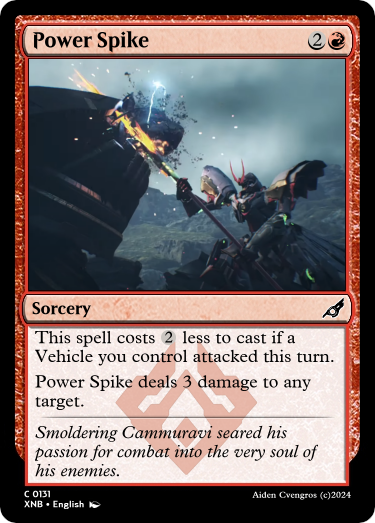 Power Spike 2
Sorcery
This spell costs 2 less to cast if a
Vehicle you control attacked this turn.
Power Spike deals 3 damage to any
target.
Smoldering Cammuravi seared his
passion for combat into the very soul of
his enemies.
C 0131
XNB • English Aiden Cvengros (c)2024